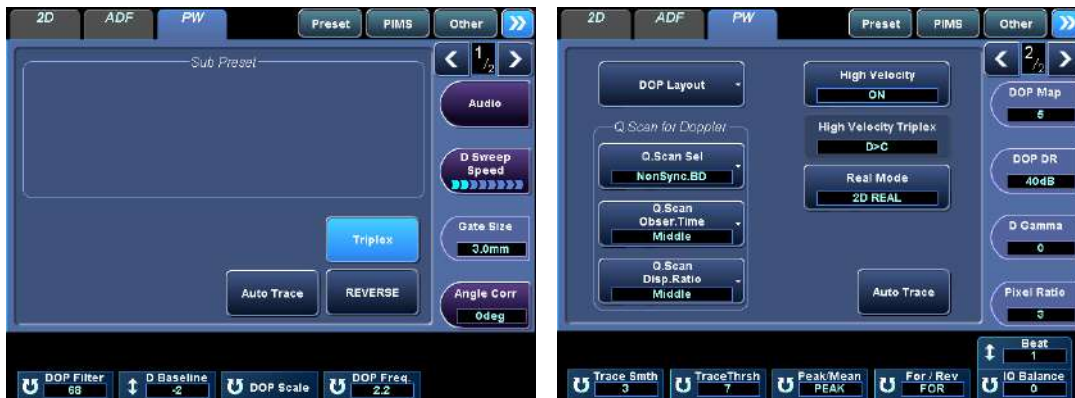 2D ADF PW Preset PIMS Other
Sub Preset
< 1/2 >
Audio
D Sweep
Speed
Gate Size
3.0mm
Triplex
Auto Trace REVERSE
Angle Corr
0deg
DOP Filter
68
D Baseline
-2
DOP Scale
DOP Freq.
2.2
2D ADF PW Preset PIMS Other
DOP Layout
High Velocity
ON
< 2/2 >
DOP Map
5
Q.Scan for Doppler
High Velocity Triplex
D>C
Q.Scan Sel
NonSync.BD
Real Mode
2D REAL
DOP DR
40dB
Q.Scan
Obser.Time
Middle
D Gamma
0
Q.Scan
Disp.Ratio
Middle
Auto Trace
Pixel Ratio
3
Beat
1
Trace Smth
3
TraceThrsh
7
Peak/Mean
PEAK
For / Rev
FOR
IQ Balance
0